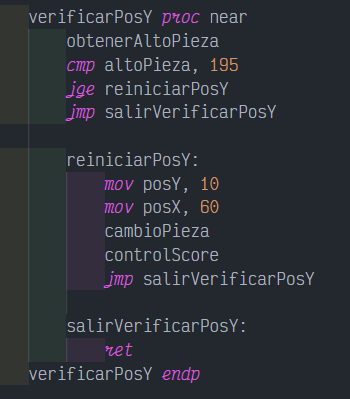 verificarPosY proc near
obtenerAltoPieza
cmp altoPieza, 195
jge reiniciarPosY
jmp salirVerificarPosY
reiniciarPosY:
mov posY, 10
mov posX, 60
cambioPieza
controlScore
jmp salirVerificarPosY
salirVerificarPosY:
ret
verificarPosY endp